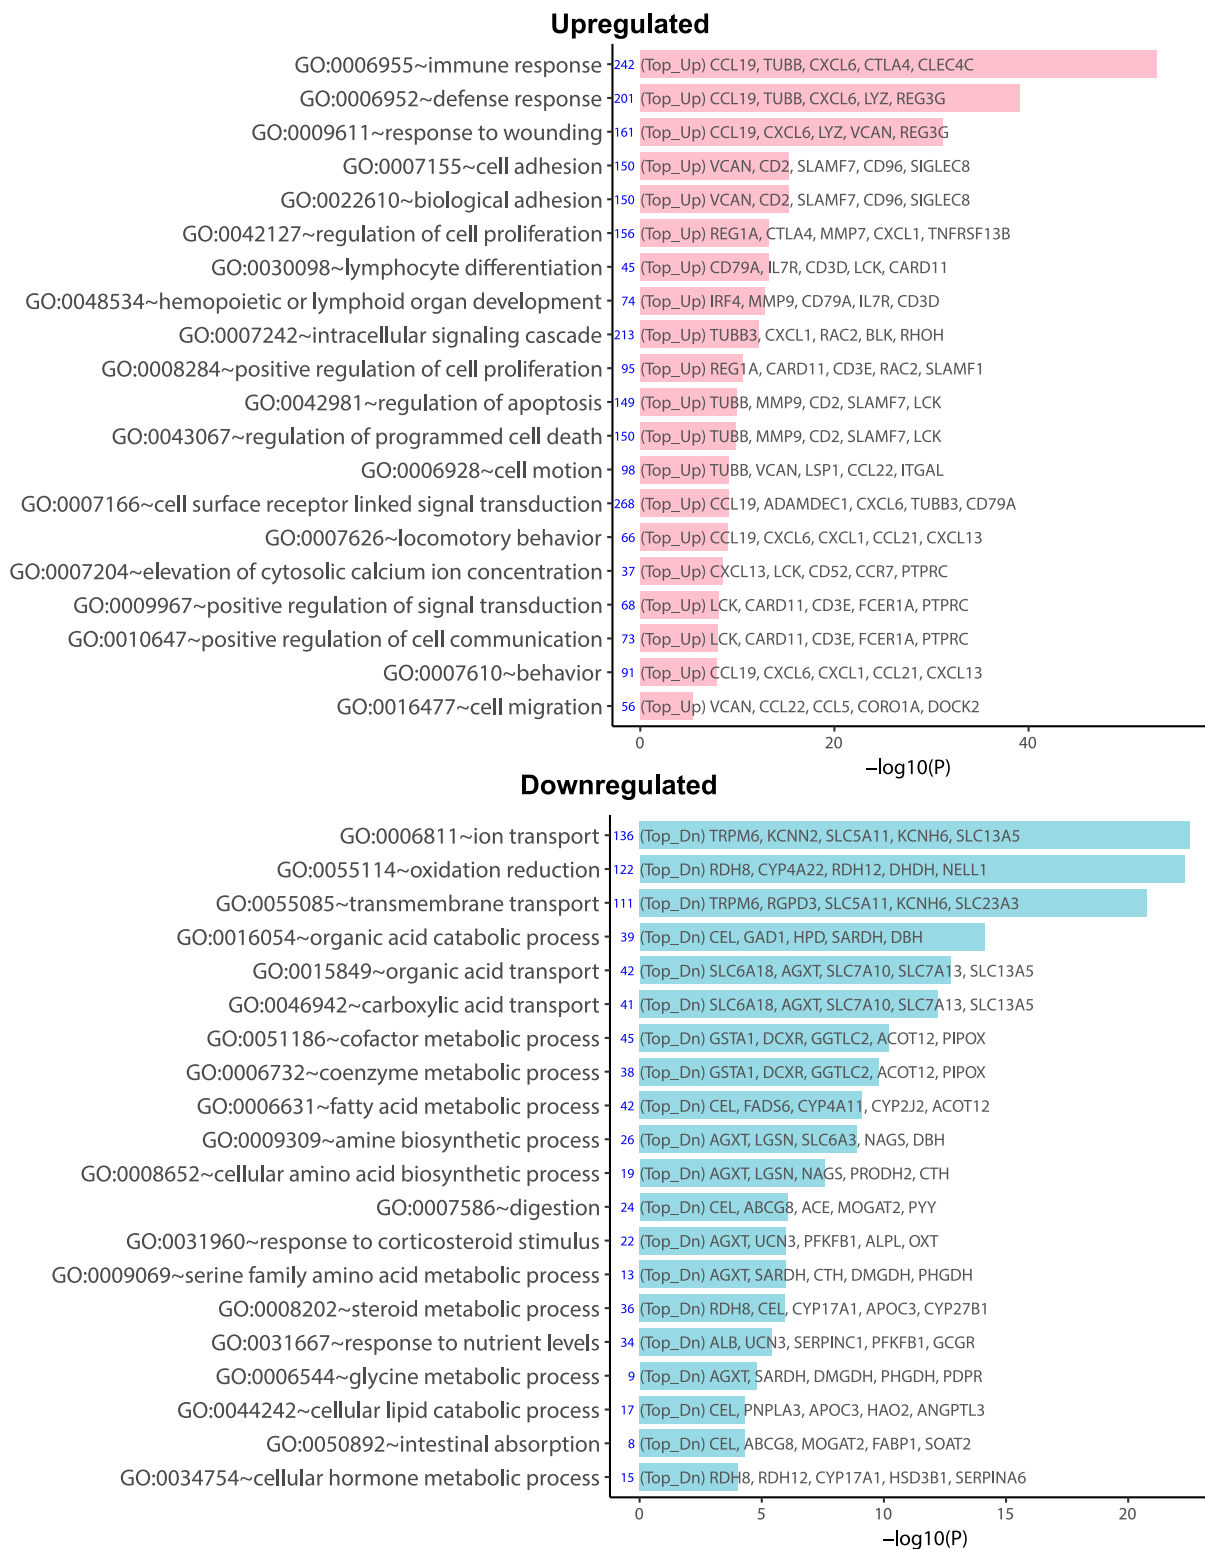 Upregulated
GO:0006955~immune response 242 (Top_Up) CCL19, TUBB, CXCL6, CTLA4, CLEC4C
GO:0006952~defense response 201 (Top_Up) CCL19, TUBB, CXCL6, LYZ, REG3G
GO:0009611~response to wounding 161 (Top_Up) CCL19, CXCL6, LYZ, VCAN, REG3G
GO:0007155~cell adhesion 150 (Top_Up) VCAN, CD2, SLAMF7, CD96, SIGLEC8
GO:0022610~biological adhesion 150 (Top_Up) VCAN, CD2, SLAMF7, CD96, SIGLEC8
GO:0042127~regulation of cell proliferation 156 (Top_Up) REG1A, CTLA4, MMP7, CXCL1, TNFRSF13B
GO:0030098~lymphocyte differentiation 45 (Top_Up) CD79A, IL7R, CD3D, LCK, CARD11
GO:0048534~hemopoietic or lymphoid organ development 74 (Top_Up) IRF4, MMP9, CD79A, IL7R, CD3D
GO:0007242~intracellular signaling cascade 213 (Top_Up) TUBB3, CXCL1, RAC2, BLK, RHOH
GO:0008284~positive regulation of cell proliferation 95 (Top_Up) REG1A, CARD11, CD3E, RAC2, SLAMF1
GO:0042981~regulation of apoptosis 149 (Top_Up) TUBB, MMP9, CD2, SLAMF7, LCK
GO:0043067~regulation of programmed cell death 150 (Top_Up) TUBB, MMP9, CD2, SLAMF7, LCK
GO:0006928~cell motion 98 (Top_Up) TUBB, VCAN, LSP1, CCL22, ITGAL
GO:0007166~cell surface receptor linked signal transduction 268 (Top_Up) CCL19, ADAMDEC1, CXCL6, TUBB3, CD79A
GO:0007626~locomotory behavior 66 (Top_Up) CCL19, CXCL6, CXCL1, CCL21, CXCL13
GO:0007204~elevation of cytosolic calcium ion concentration 37 (Top_Up) CXCL13, LCK, CD52, CCR7, PTPRC
GO:0009967~positive regulation of signal transduction 68 (Top_Up) LCK, CARD11, CD3E, FCER1A, PTPRC
GO:0010647~positive regulation of cell communication 73 (Top_Up) LCK, CARD11, CD3E, FCER1A, PTPRC
GO:0007610~behavior 91 (Top_Up) CCL19, CXCL6, CXCL1, CCL21, CXCL13
GO:0016477~cell migration 56 (Top_Up) VCAN, CCL22, CCL5, CORO1A, DOCK2
0 20 40
−log10(P)
Downregulated
GO:0006811~ion transport 136 (Top_Dn) TRPM6, KCNN2, SLC5A11, KCNH6, SLC13A5
GO:0055114~oxidation reduction 122 (Top_Dn) RDH8, CYP4A22, RDH12, DHDH, NELL1
GO:0055085~transmembrane transport 111 (Top_Dn) TRPM6, RGPD3, SLC5A11, KCNH6, SLC23A3
GO:0016054~organic acid catabolic process 39 (Top_Dn) CEL, GAD1, HPD, SARDH, DBH
GO:0015849~organic acid transport 42 (Top_Dn) SLC6A18, AGXT, SLC7A10, SLC7A13, SLC13A5
GO:0046942~carboxylic acid transport 41 (Top_Dn) SLC6A18, AGXT, SLC7A10, SLC7A13, SLC13A5
GO:0051186~cofactor metabolic process 45 (Top_Dn) GSTA1, DCXR, GGTLC2, ACOT12, PIPOX
GO:0006732~coenzyme metabolic process 38 (Top_Dn) GSTA1, DCXR, GGTLC2, ACOT12, PIPOX
GO:0006631~fatty acid metabolic process 42 (Top_Dn) CEL, FADS6, CYP4A11, CYP2J2, ACOT12
GO:0009309~amine biosynthetic process 26 (Top_Dn) AGXT, LGSN, SLC6A3, NAGS, DBH
GO:0008652~cellular amino acid biosynthetic process 19 (Top_Dn) AGXT, LGSN, NAGS, PRODH2, CTH
GO:0007586~digestion 24 (Top_Dn) CEL, ABCG8, ACE, MOGAT2, PYY
GO:0031960~response to corticosteroid stimulus 22 (Top_Dn) AGXT, UCN3, PFKFB1, ALPL, OXT
GO:0009069~serine family amino acid metabolic process 13 (Top_Dn) AGXT, SARDH, CTH, DMGDH, PHGDH
GO:0008202~steroid metabolic process 36 (Top_Dn) RDH8, CEL, CYP17A1, APOC3, CYP27B1
GO:0031667~response to nutrient levels 34 (Top_Dn) ALB, UCN3, SERPINC1, PFKFB1, GCGR
GO:0006544~glycine metabolic process 9 (Top_Dn) AGXT, SARDH, DMGDH, PHGDH, PDPR
GO:0044242~cellular lipid catabolic process 17 (Top_Dn) CEL, PNPLA3, APOC3, HAO2, ANGPTL3
GO:0050892~intestinal absorption 8 (Top_Dn) CEL, ABCG8, MOGAT2, FABP1, SOAT2
GO:0034754~cellular hormone metabolic process 15 (Top_Dn) RDH8, RDH12, CYP17A1, HSD3B1, SERPINA6
0 5 10 15 20
−log10(P)